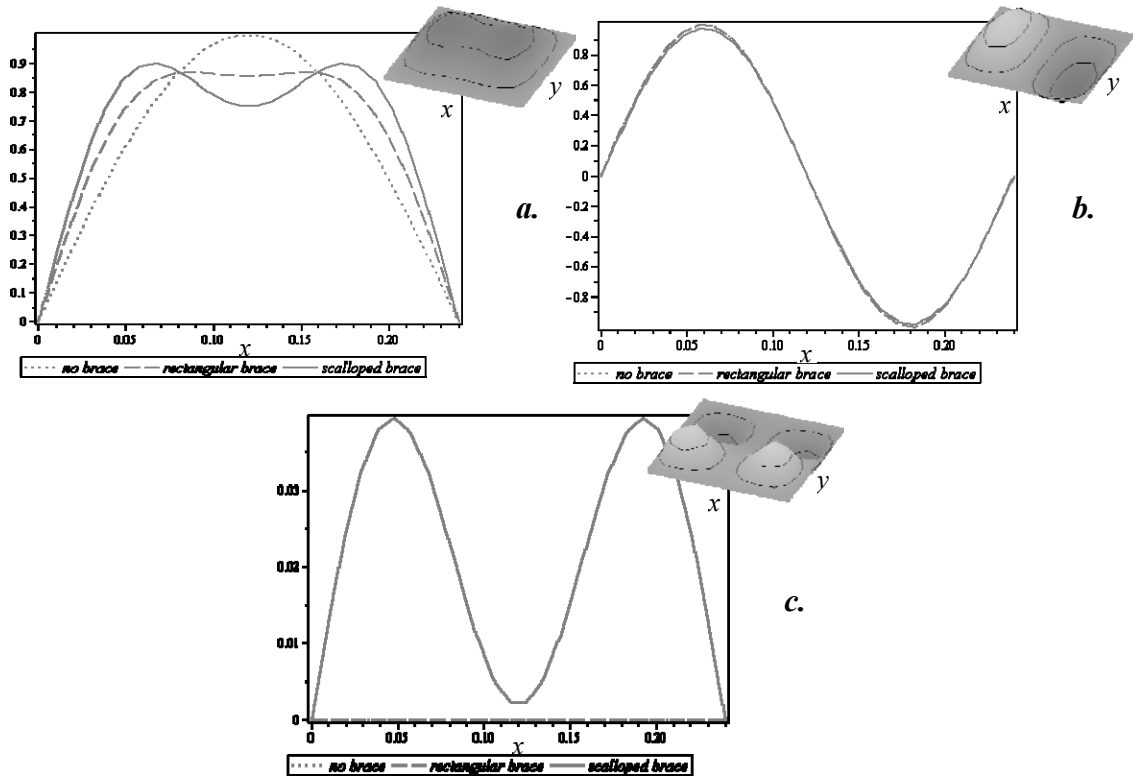 0.9
0.8
0.7
0.6
0.5
0.4
0.3
0.2
0.1
0
0 0.05 0.10 0.15 0.20
x
no brace rectangular brace scalloped brace
x
y
a.
0.8
0.6
0.4
0.2
0
-0.2
-0.4
-0.6
-0.8
0 0.05 0.10 0.15 0.20
x
no brace rectangular brace scalloped brace
x
y
b.
0.03
0.02
0.01
0
0 0.05 0.10 0.15 0.20
x
no brace rectangular brace scalloped brace
x
y
c.